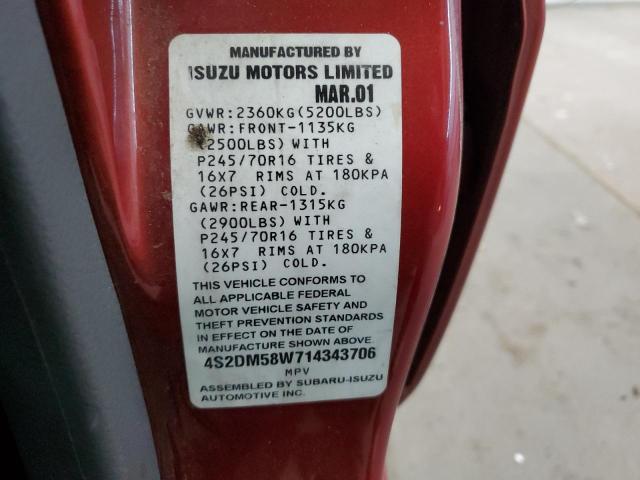 MANUFACTURED BY
ISUZU MOTORS LIMITED
MAR.01
GVWR:2360KG(5200LBS)
GAWR:FRONT-1135KG
(2500LBS)WITH
P245/70R16 TIRES &
16X7 RIMS AT 180KPA
(26PSI) COLD.
GAWR:REAR-1315KG
(2900LBS)WITH
P245/70R16 TIRES &
16X7 RIMS AT 180KPA
(26PSI) COLD.
THIS VEHICLE CONFORMS TO
ALL APPLICABLE FEDERAL
MOTOR VEHICLE SAFETY AND
THEFT PREVENTION STANDARDS
IN EFFECT ON THE DATE OF
MANUFACTURE SHOWN ABOVE
4S2DM58W714343706
MPV
ASSEMBLED BY SUBARU-ISUZU
AUTOMOTIVE INC.